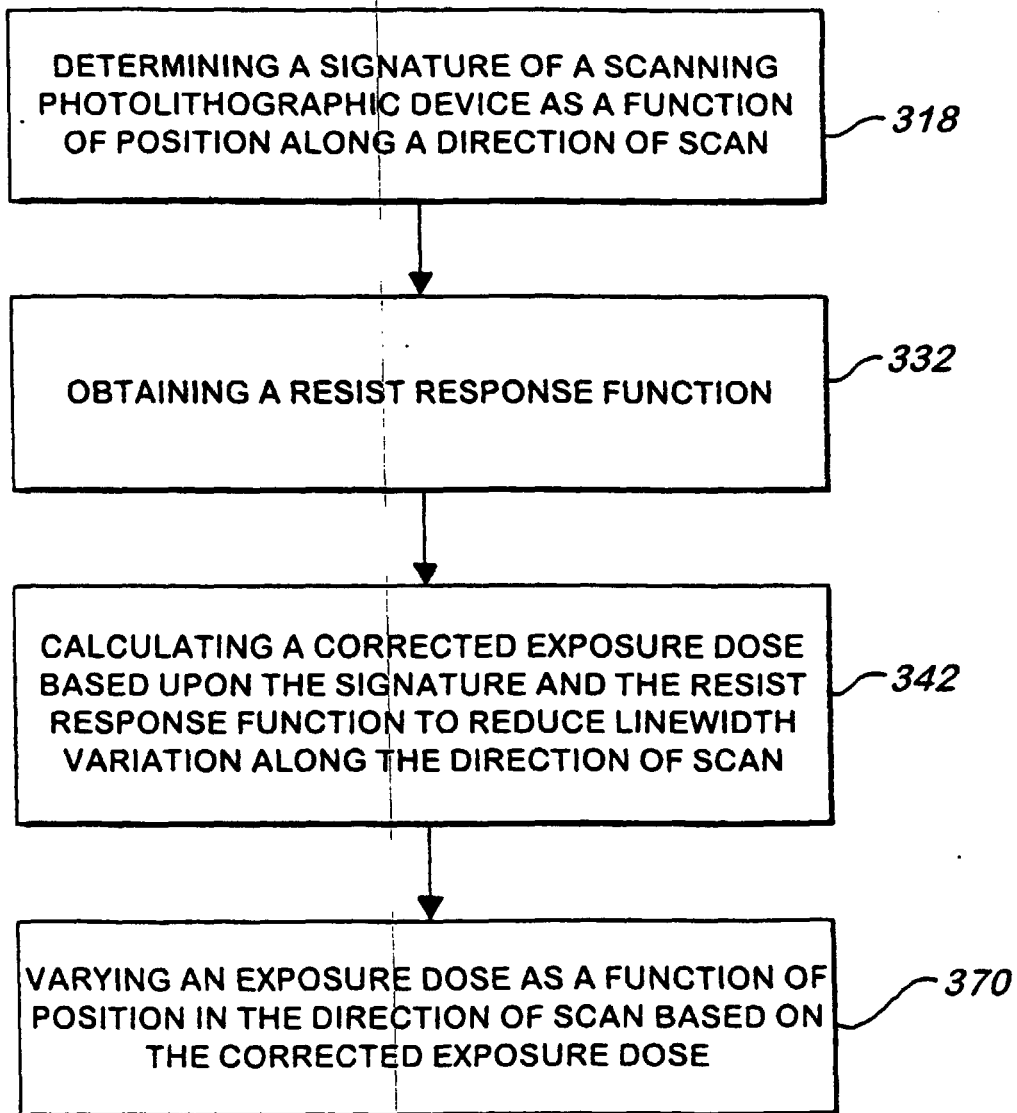 DETERMINING A SIGNATURE OF A SCANNING
PHOTOLITHOGRAPHIC DEVICE AS A FUNCTION
OF POSITION ALONG A DIRECTION OF SCAN
318
OBTAINING A RESIST RESPONSE FUNCTION
332
CALCULATING A CORRECTED EXPOSURE DOSE
BASED UPON THE SIGNATURE AND THE RESIST
RESPONSE FUNCTION TO REDUCE LINEWIDTH
VARIATION ALONG THE DIRECTION OF SCAN
342
VARYING AN EXPOSURE DOSE AS A FUNCTION OF
POSITION IN THE DIRECTION OF SCAN BASED ON
THE CORRECTED EXPOSURE DOSE
370